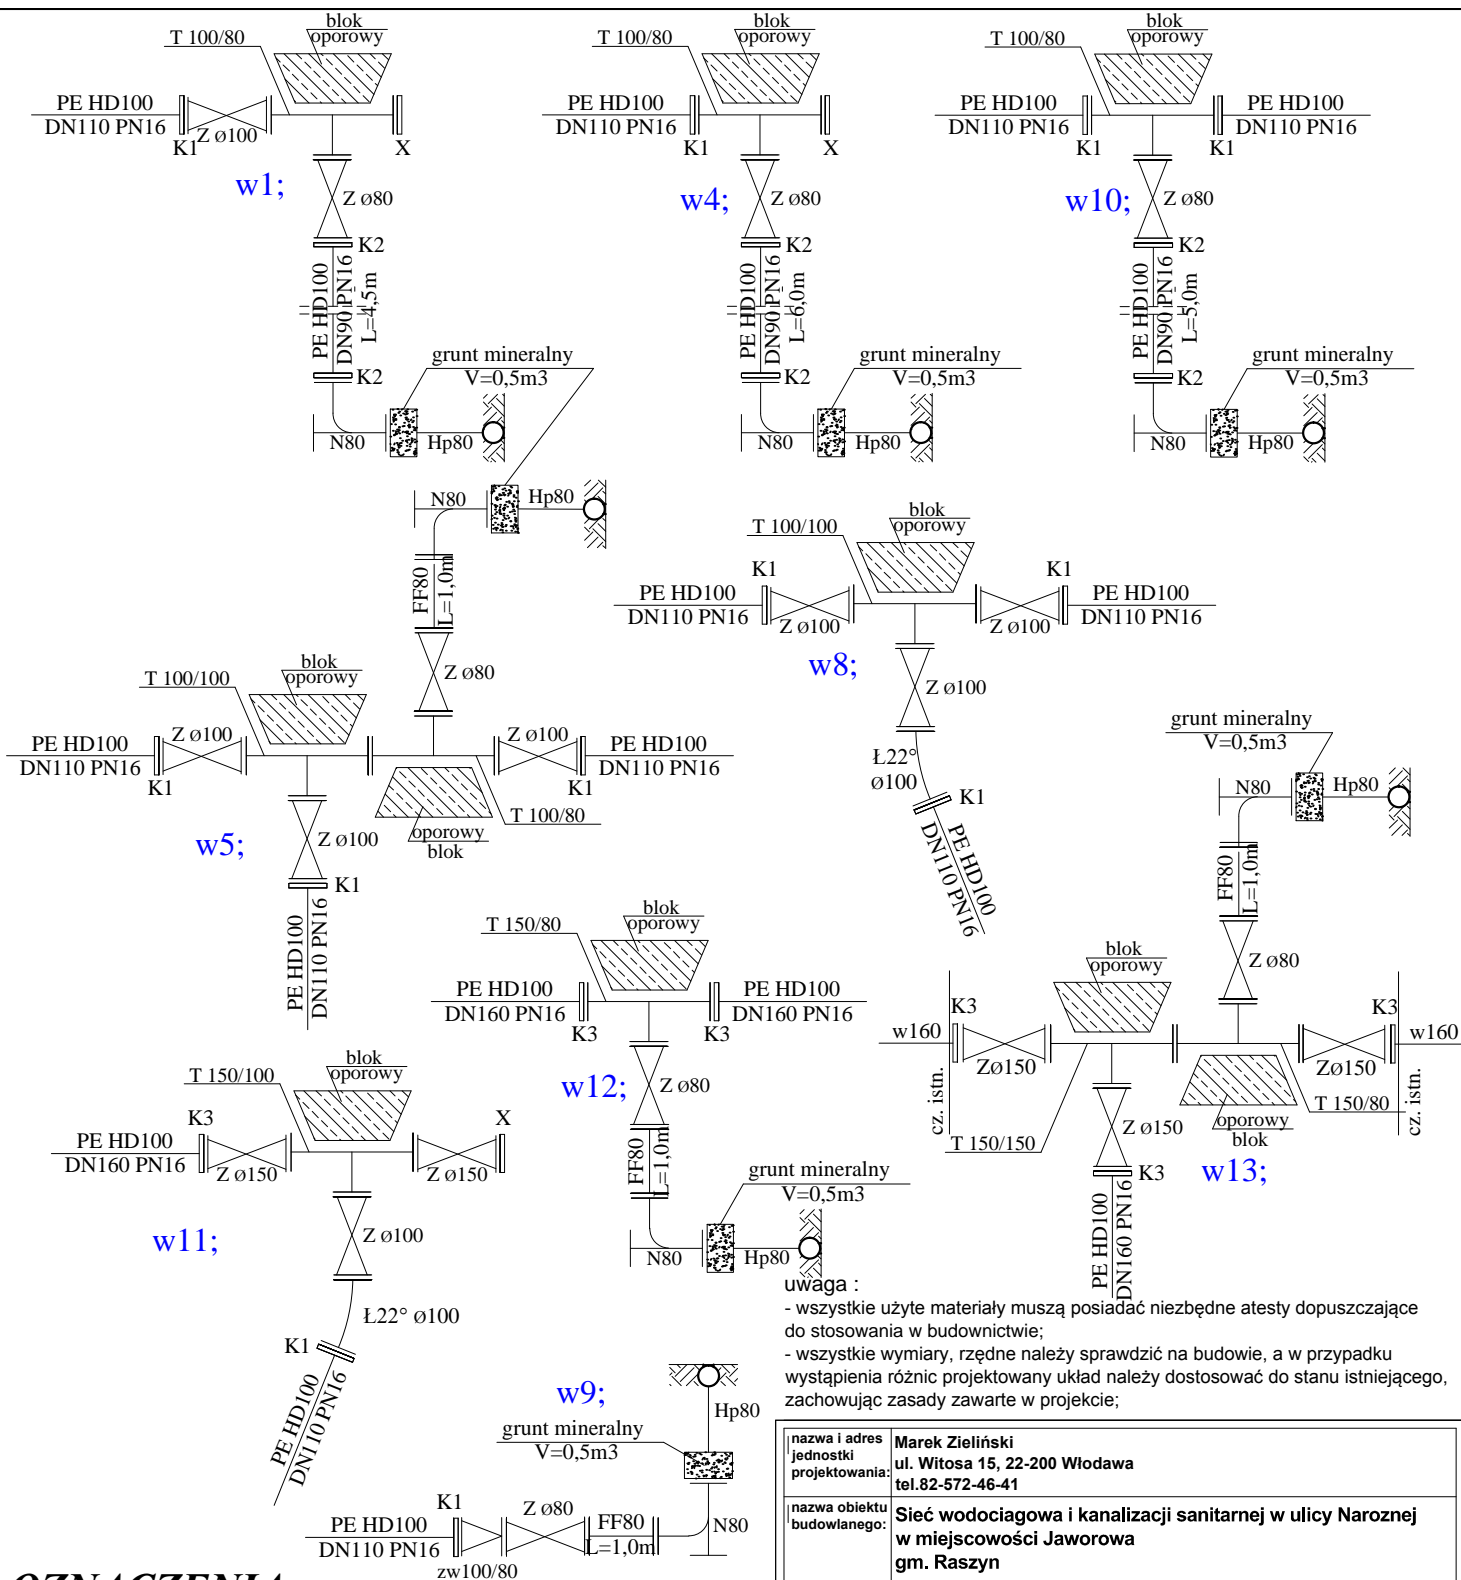 blok
oporowy
T 100/80
PE HD100
DN110 PN16
K1
Z ø100
X
w1;
Z ø80
K2
PE HD100
DN90 PN16
L=4,5m
K2
grunt mineralny
V=0,5m3
N80
Hp80
blok
oporowy
T 100/80
PE HD100
DN110 PN16
K1
X
w4;
Z ø80
K2
PE HD100
DN90 PN16
L=6,0m
K2
grunt mineralny
V=0,5m3
N80
Hp80
blok
oporowy
T 100/80
PE HD100
DN110 PN16
K1
K1
PE HD100
DN110 PN16
w10;
Z ø80
K2
PE HD100
DN90 PN16
L=5,0m
K2
grunt mineralny
V=0,5m3
N80
Hp80
N80
Hp80
FF80
L=1,0m
Z ø80
blok
oporowy
T 100/100
PE HD100
DN110 PN16
Z ø100
K1
Z ø100
K1
PE HD100
DN110 PN16
T 100/80
oporowy
blok
w5;
Z ø100
K1
PE HD100
DN110 PN16
blok
oporowy
T 100/100
K1
K1
PE HD100
DN110 PN16
Z ø100
Z ø100
PE HD100
DN110 PN16
w8;
Z ø100
Ł22°
ø100
K1
PE HD100
DN110 PN16
blok
oporowy
T 150/80
PE HD100
DN160 PN16
K3
K3
PE HD100
DN160 PN16
w12;
Z ø80
FF80
L=1,0m
grunt mineralny
V=0,5m3
N80
Hp80
grunt mineralny
V=0,5m3
N80
Hp80
FF80
L=1,0m
Z ø80
blok
oporowy
w160
K3
Zø150
cz. istn.
T 150/150
Z ø150
K3
PE HD100
DN160 PN16
K3
w160
Zø150
T 150/80
cz. istn.
oporowy
blok
w13;
blok
oporowy
T 150/100
K3
X
PE HD100
DN160 PN16
Z ø150
Z ø150
w11;
Z ø100
Ł22° ø100
K1
PE HD100
DN110 PN16
w9;
Hp80
grunt mineralny
V=0,5m3
K1
Z ø80
PE HD100
DN110 PN16
FF80
L=1,0m
N80
zw100/80
uwaga :
- wszystkie użyte materiały muszą posiadać niezbędne atesty dopuszczające
do stosowania w budownictwie;
- wszystkie wymiary, rzędne należy sprawdzić na budowie, a w przypadku
wystąpienia różnic projektowany układ należy dostosować do stanu istniejącego,
zachowując zasady zawarte w projekcie;
nazwa i adres
jednostki
projektowania:
Marek Zieliński
ul. Witosa 15, 22-200 Włodawa
tel.82-572-46-41
nazwa obiektu
budowlanego:
Sieć wodociagowa i kanalizacji sanitarnej w ulicy Naroznej
w miejscowości Jaworowa
gm. Raszyn
OZNACZENIA